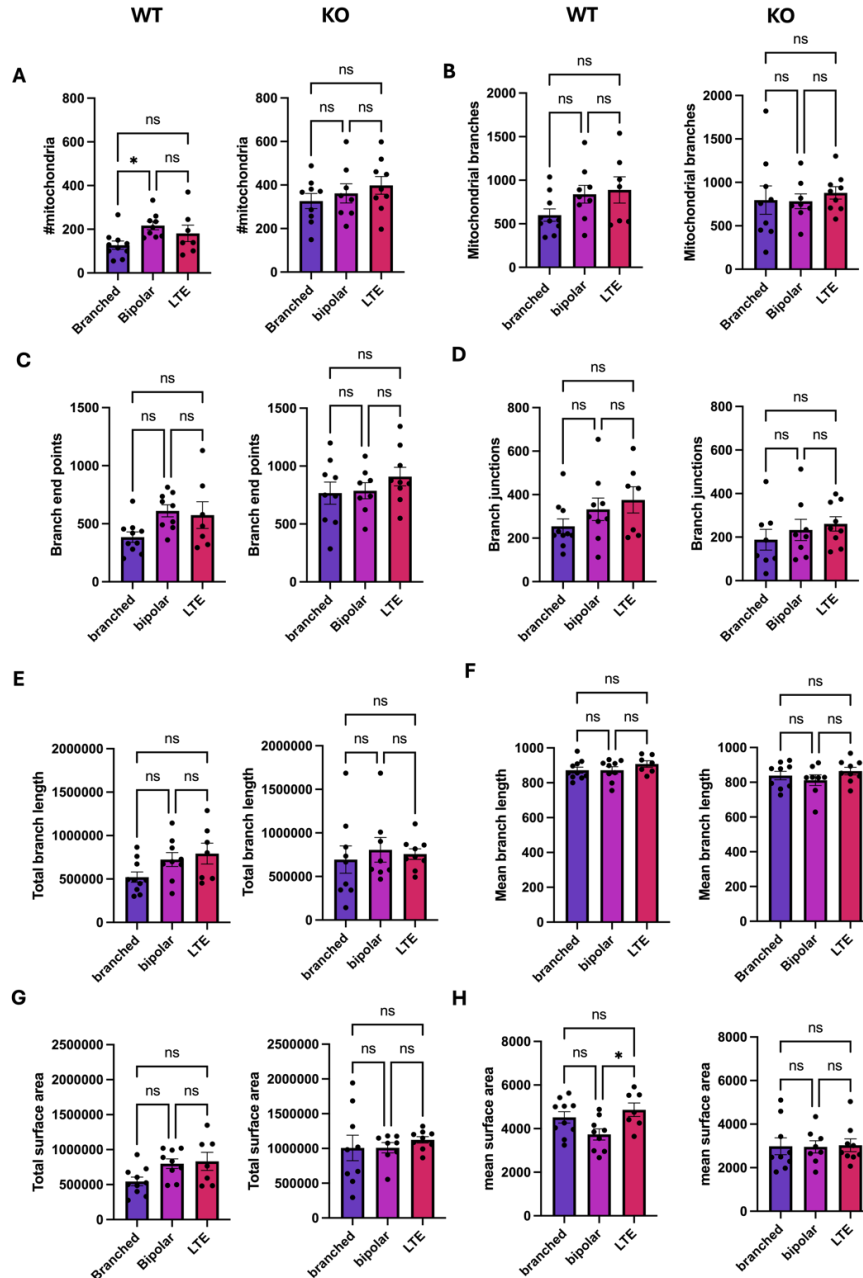 WT KO WT KO
A
ns
* ns
#mitochondria
800
600
400
200
0
Branched Bipolar LTE
ns
ns ns
#mitochondria
800
600
400
200
0
Branched bipolar LTE
B
ns
ns ns
Mitochondrial branches
2000
1500
1000
500
0
branched bipolar LTE
ns
ns ns
Mitochondrial branches
2000
1500
1000
500
0
Branched Bipolar LTE
C
ns
ns ns
Branch end points
1500
1000
500
0
branched bipolar LTE
ns
ns ns
Branch end points
1500
1000
500
0
branched Bipolar LTE
D
ns
ns ns
Branch junctions
800
600
400
200
0
branched bipolar LTE
ns
ns ns
Branch junctions
800
600
400
200
0
Branched Bipolar LTE
E
ns
ns ns
Total branch length
2000000
1500000
1000000
500000
0
branched bipolar LTE
ns
ns ns
Total branch length
2000000
1500000
1000000
500000
0
branched bipolar LTE
F
ns
ns ns
Mean branch length
1000
800
600
400
200
0
branched bipolar LTE
ns
ns ns
Mean branch length
1000
800
600
400
200
0
Branched Bipolar LTE
G
ns
ns ns
Total surface area
2500000
2000000
1500000
1000000
500000
0
branched bipolar LTE
ns
ns ns
Total surface area
2500000
2000000
1500000
1000000
500000
0
Branched bipolar LTE
H
ns
ns *
mean surface area
8000
6000
4000
2000
0
branched bipolar LTE
ns
ns ns
mean surface area
5000
4000
3000
2000
1000
0
Branched Bipolar LTE